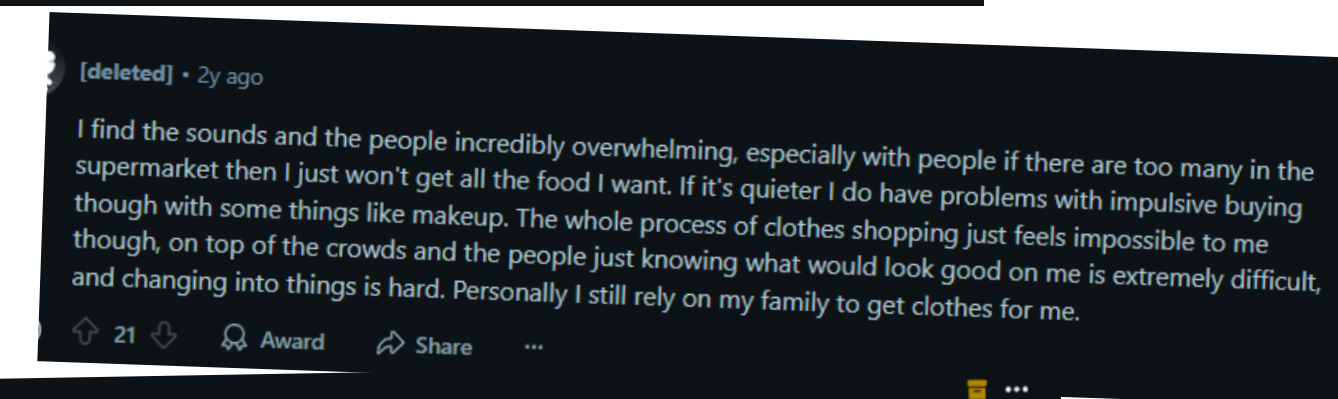 [deleted] • 2y ago
I find the sounds and the people incredibly overwhelming, especially with people if there are too many in the
supermarket then I just won't get all the food I want. If it's quieter I do have problems with impulsive buying
though with some things like makeup. The whole process of clothes shopping just feels impossible to me
though, on top of the crowds and the people just knowing what would look good on me is extremely difficult,
and changing into things is hard. Personally I still rely on my family to get clothes for me.
21 Award Share ...